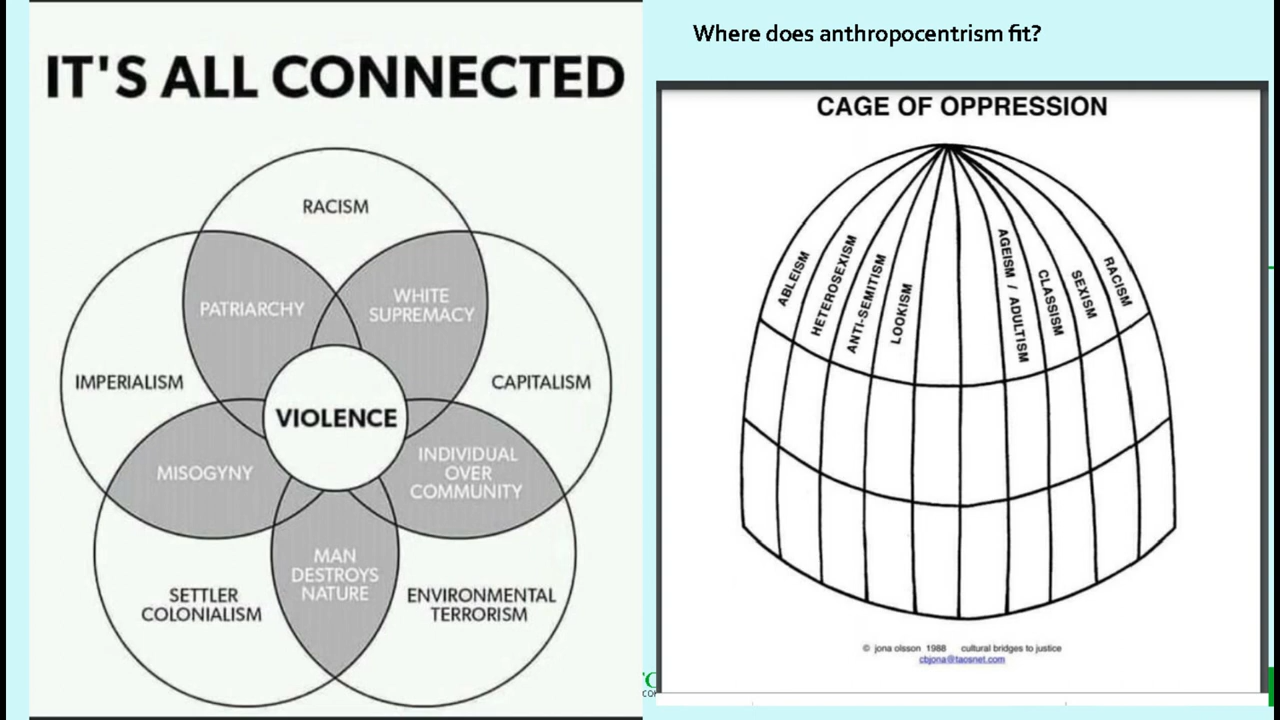 IT'S ALL CONNECTED
RACISM
PATRIARCHY
WHITE
SUPREMACY
IMPERIALISM
CAPITALISM
VIOLENCE
MISOGYNY
INDIVIDUAL
OVER
COMMUNITY
MAN
DESTROYS
NATURE
SETTLER
COLONIALISM
ENVIRONMENTAL
TERRORISM
Where does anthropocentrism fit?
CAGE OF OPPRESSION
ABLEISM
HETEROSEXISM
ANTI-SEMITISM
LOOKISM
AGEISM / ADULTISM
CLASSISM
SEXISM
RACISM
© jona olsson 1988 cultural bridges to justice
cbjona@taosnet.com